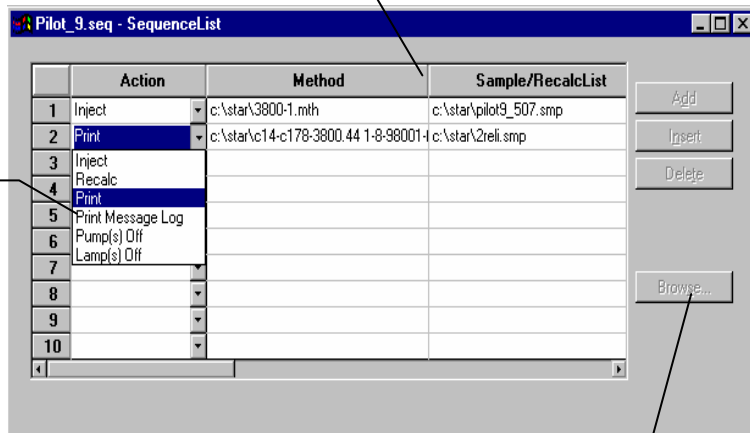 Pilot_9.seq - SequenceList
Action Method Sample/RecalcList
1 Inject c:\star\3800-1.mth c:\star\pilot9_507.smp
2 Print c:\star\c14-c178-3800.44 1-8-98001- c:\star\2reli.smp
3
4
5
6
7
8
9
10
Inject
Recalc
Print
Print Message Log
Pump(s) Off
Lamp(s) Off
Add
Insert
Delete
Browse...